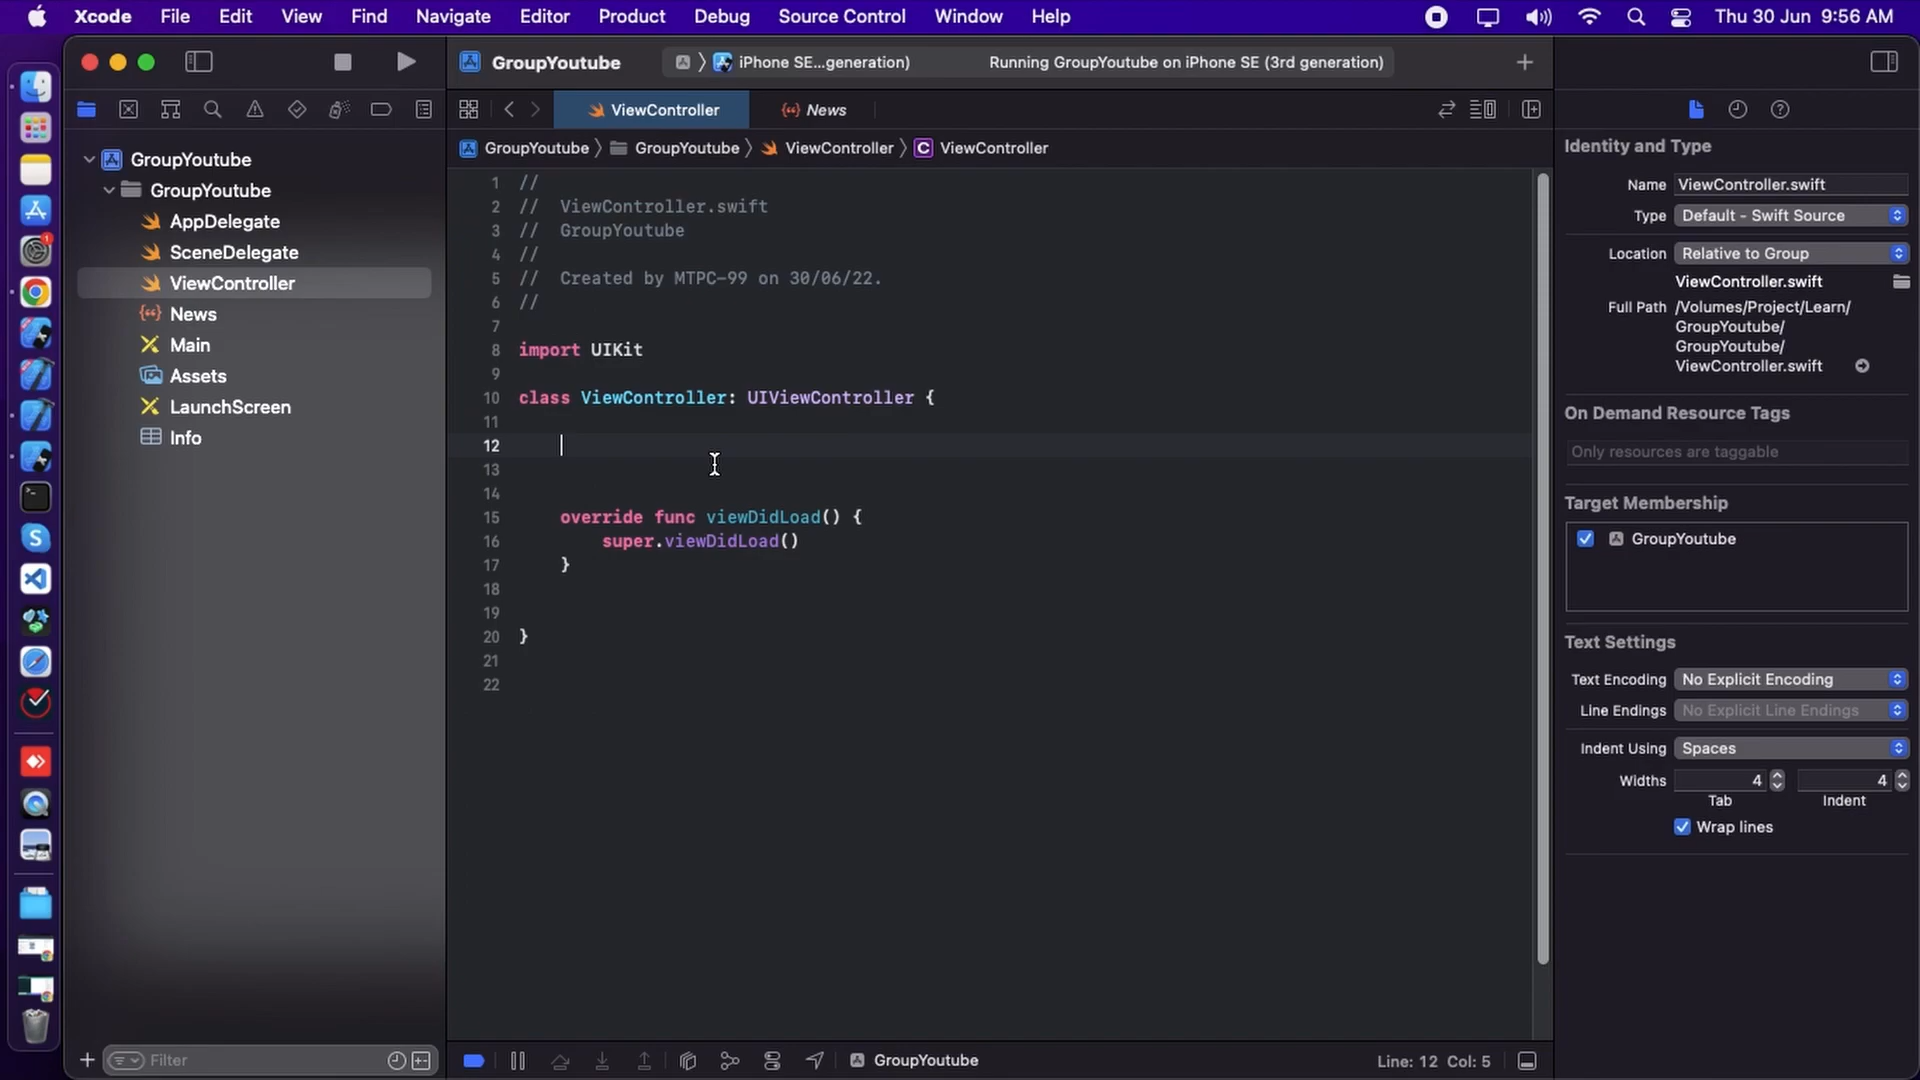 Xcode File Edit View Find Navigate Editor Product Debug Source Control Window Help Thu 30 Jun 9:56 AM
GroupYoutube iPhone SE...generation) Running GroupYoutube on iPhone SE (3rd generation)
ViewController News
GroupYoutube GroupYoutube ViewController C ViewController
GroupYoutube
GroupYoutube
AppDelegate
SceneDelegate
ViewController
News
Main
Assets
LaunchScreen
Info
Filter
1 //
2 // ViewController.swift
3 // GroupYoutube
4 //
5 // Created by MTPC-99 on 30/06/22.
6 //
7
8 import UIKit
9
10 class ViewController: UIViewController {
11
12
13
14
15 override func viewDidLoad() {
16 super.viewDidLoad()
17 }
18
19
20 }
21
22
GroupYoutube
Line: 12 Col: 5
Identity and Type
Name ViewController.swift
Type Default - Swift Source
Location Relative to Group
ViewController.swift
Full Path /Volumes/Project/Learn/
GroupYoutube/
GroupYoutube/
ViewController.swift
On Demand Resource Tags
Only resources are taggable
Target Membership
GroupYoutube
Text Settings
Text Encoding No Explicit Encoding
Line Endings No Explicit Line Endings
Indent Using Spaces
Widths 4 4
Tab Indent
Wrap lines